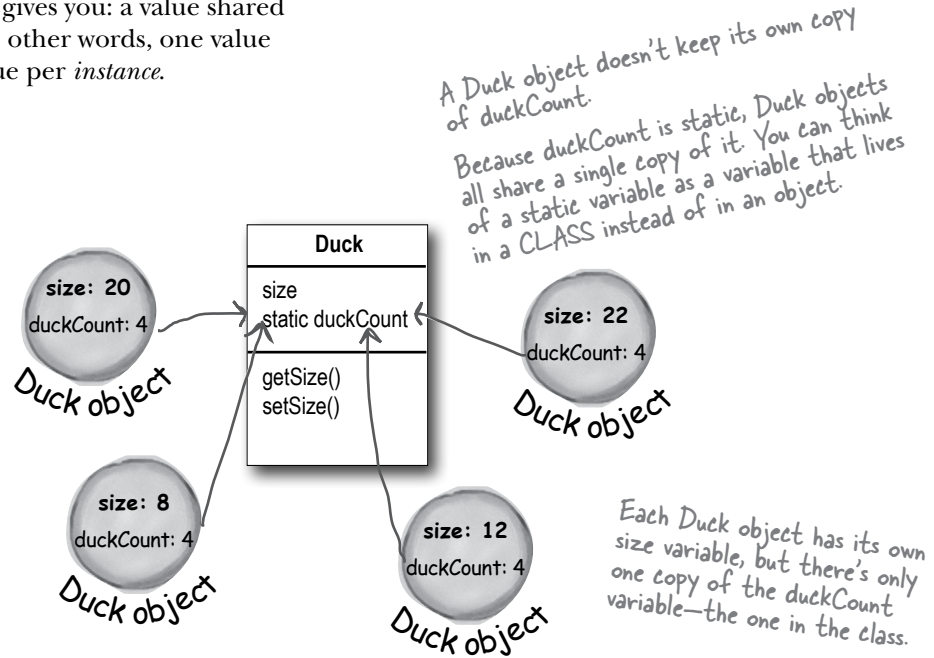 gives you: a value shared
other words, one value
ue per instance.
A Duck object doesn't keep its own copy
of duckCount.
Because duckCount is static, Duck objects
all share a single copy of it. You can think
of a static variable as a variable that lives
in a CLASS instead of in an object.
Duck
size
static duckCount
getSize()
setSize()
size: 20
duckCount: 4
Duck object
size: 22
duckCount: 4
Duck object
size: 8
duckCount: 4
Duck object
size: 12
duckCount: 4
Duck object
Each Duck object has its own
size variable, but there's only
one copy of the duckCount
variable—the one in the class.